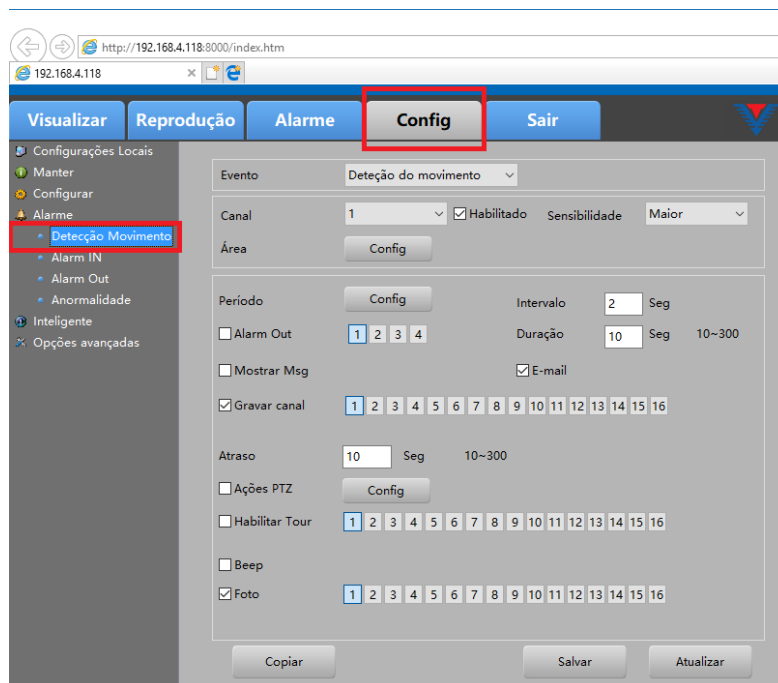 http://192.168.4.118:8000/index.htm
192.168.4.118
Visualizar Reprodução Alarme Config Sair
Configurações Locais
Manter
Configurar
Alarme
Detecção Movimento
Alarm IN
Alarm Out
Anormalidade
Inteligente
Opções avançadas
Evento Deteção do movimento
Canal 1 Habilitado Sensibilidade Maior
Área Config
Período Config Intervalo 2 Seg
Alarm Out 1 2 3 4 Duração 10 Seg 10~300
Mostrar Msg E-mail
Gravar canal 1 2 3 4 5 6 7 8 9 10 11 12 13 14 15 16
Atraso 10 Seg 10~300
Ações PTZ Config
Habilitar Tour 1 2 3 4 5 6 7 8 9 10 11 12 13 14 15 16
Beep
Foto 1 2 3 4 5 6 7 8 9 10 11 12 13 14 15 16
Copiar Salvar Atualizar